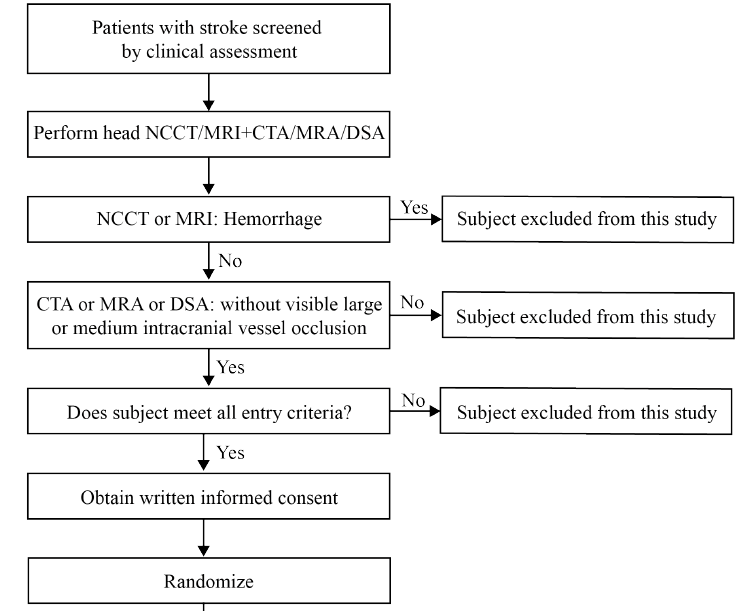 Patients with stroke screened
by clinical assessment
Perform head NCCT/MRI+CTA/MRA/DSA
NCCT or MRI: Hemorrhage
Yes
Subject excluded from this study
No
CTA or MRA or DSA: without visible large
or medium intracranial vessel occlusion
No
Subject excluded from this study
Yes
Does subject meet all entry criteria?
No
Subject excluded from this study
Yes
Obtain written informed consent
Randomize